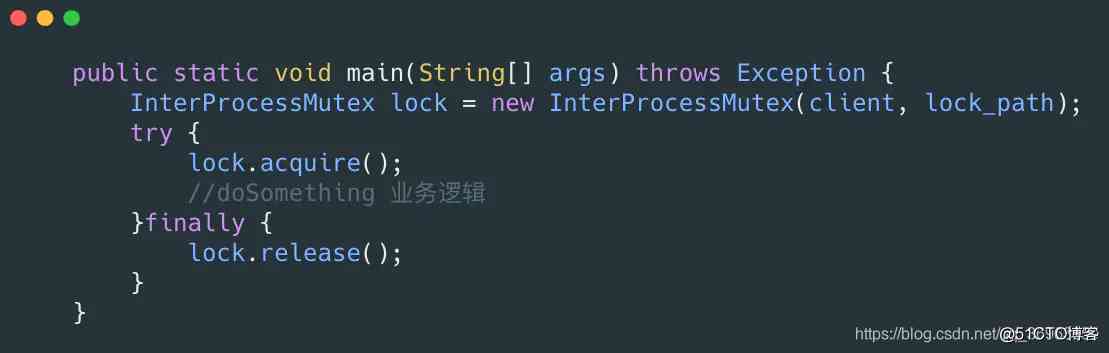 public static void main(String[] args) throws Exception {
InterProcessMutex lock = new InterProcessMutex(client, lock_path);
try {
lock.acquire();
//doSomething 业务逻辑
}finally {
lock.release();
}
}
https://blog.csdn.net/
@51CTO博客